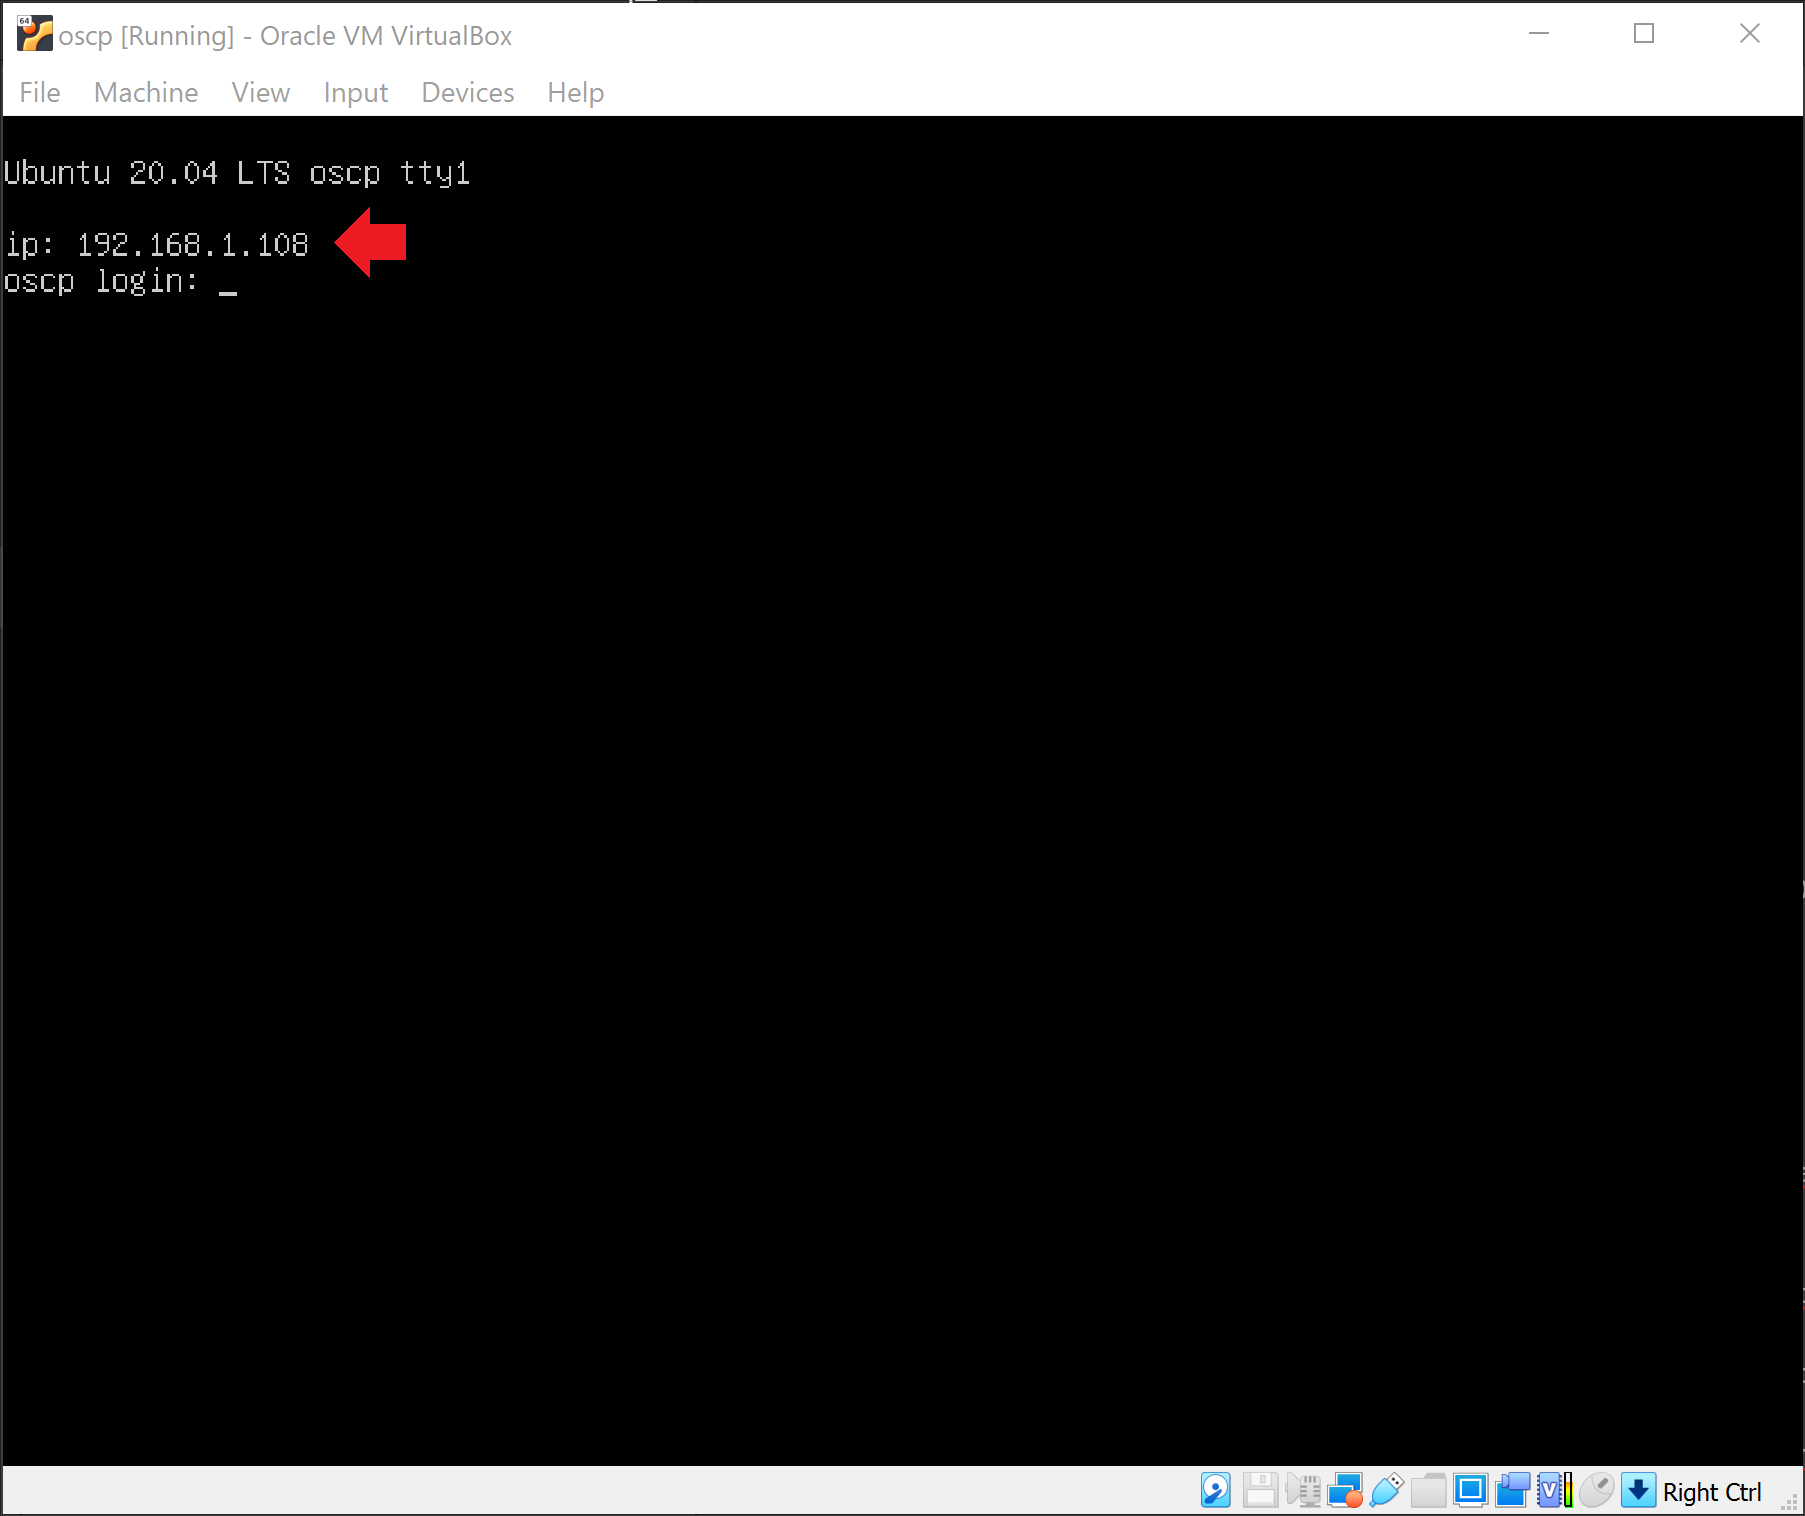 64
oscp [Running] - Oracle VM VirtualBox
File Machine View Input Devices Help
Ubuntu 20.04 LTS oscp tty1
ip: 192.168.1.108
oscp login: _
V
Right Ctrl